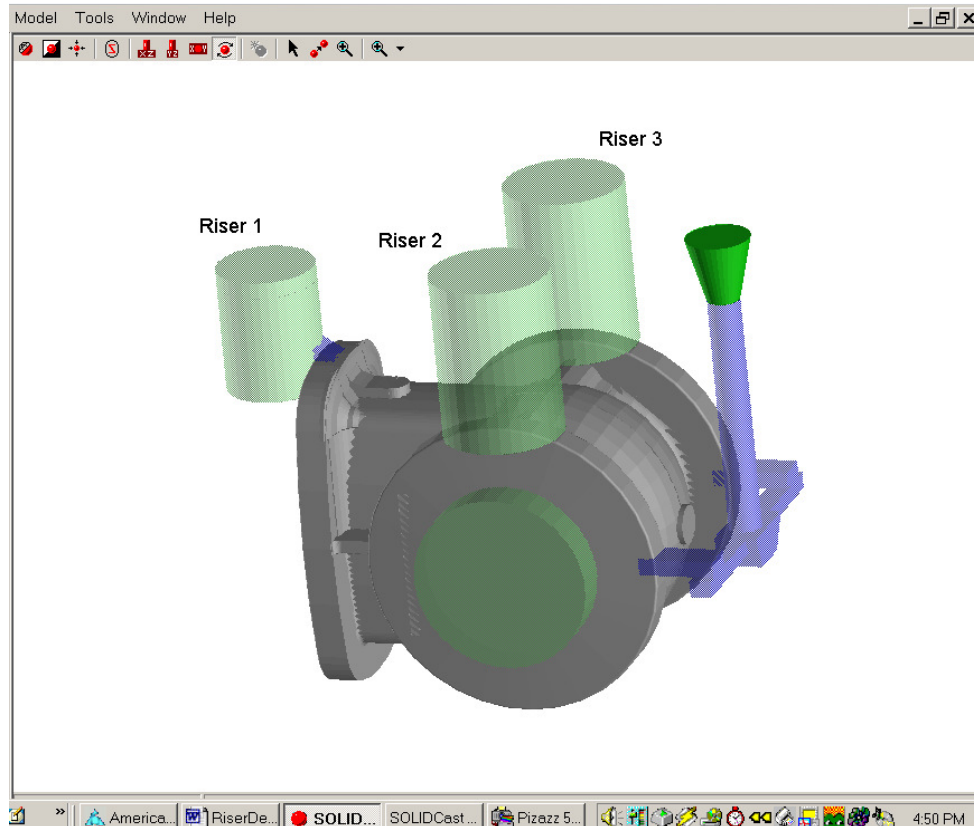 Model Tools Window Help
Riser 3
Riser 1
Riser 2
» America... RiserDe... SOLID... SOLIDCast ... Pizazz 5... 4:50 PM